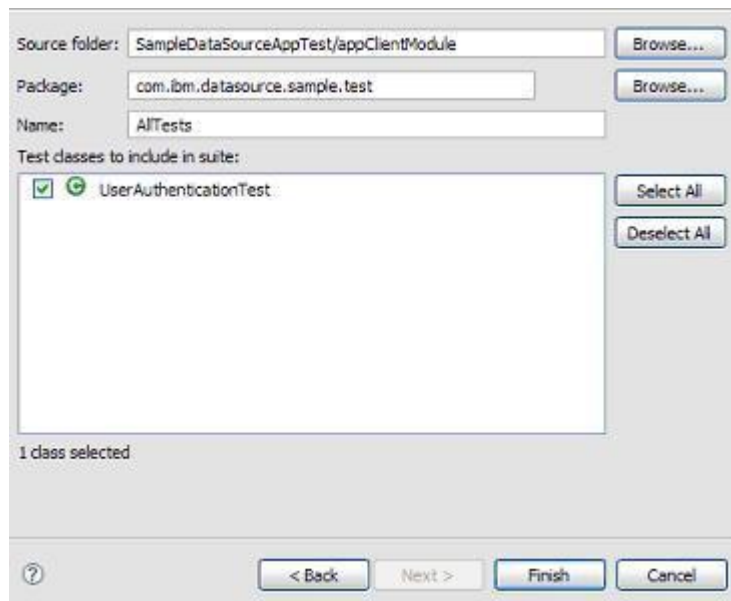 Source folder: SampleDataSourceAppTest/appClientModule Browse...
Package: com.ibm.datasource.sample.test Browse...
Name: AllTests
Test classes to include in suite:
UserAuthenticationTest Select All
Deselect All
1 class selected
< Back Next > Finish Cancel